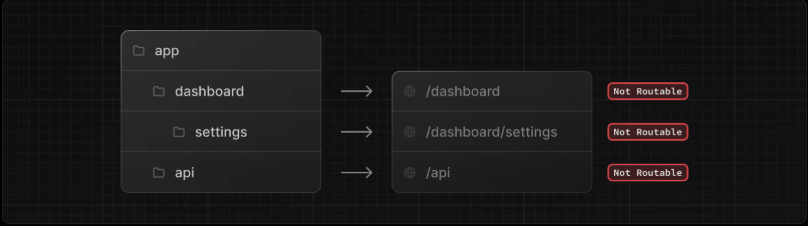 app
dashboard
/dashboard
Not Routable
settings
/dashboard/settings
Not Routable
api
/api
Not Routable